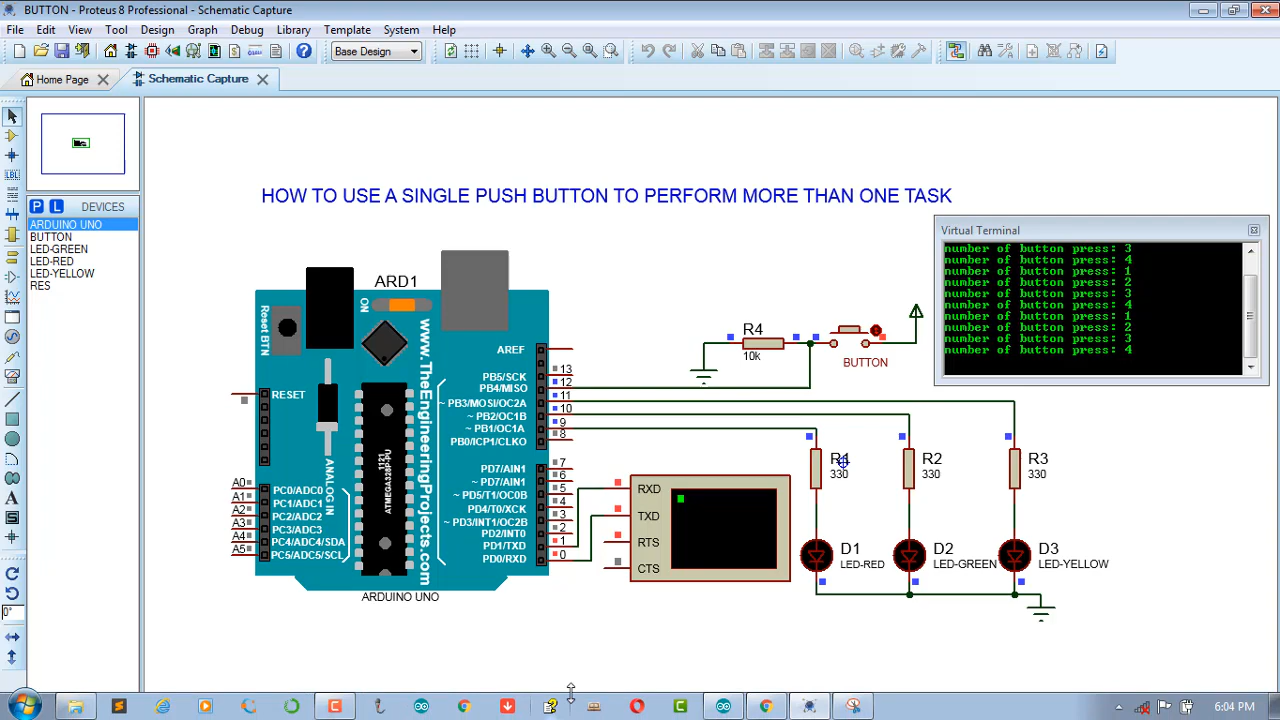 BUTTON - Proteus 8 Professional - Schematic Capture
File Edit View Tool Design Graph Debug Library Template System Help
Base Design
Home Page
Schematic Capture
P L DEVICES
ARDUINO UNO
BUTTON
LED-GREEN
LED-RED
LED-YELLOW
RES
HOW TO USE A SINGLE PUSH BUTTON TO PERFORM MORE THAN ONE TASK
Virtual Terminal
number of button press: 3
number of button press: 4
number of button press: 1
number of button press: 2
number of button press: 3
number of button press: 4
number of button press: 1
number of button press: 2
number of button press: 3
number of button press: 4
ARD1
ON
Reset BTN
www.TheEngineeringProjects.com
AREF
PB5/SCK 13
PB4/MISO 12
~ PB3/MOSI/OC2A 11
~ PB2/OC1B 10
~ PB1/OC1A 9
PB0/ICP1/CLKO 8
RESET
1121
ATMEGA328P-PU
ANALOG IN
PD7/AIN1 7
~ PD7/AIN1 6
~ PD5/T1/OC0B 5
PD4/T0/XCK 4
~ PD3/INT1/OC2B 3
PD2/INT0 2
PD1/TXD 1
PD0/RXD 0
A0 PC0/ADC0
A1 PC1/ADC1
A2 PC2/ADC2
A3 PC3/ADC3
A4 PC4/ADC4/SDA
A5 PC5/ADC5/SCL
ARDUINO UNO
R4
10k
BUTTON
RXD
TXD
RTS
CTS
R1
330
R2
330
R3
330
D1
LED-RED
D2
LED-GREEN
D3
LED-YELLOW
LBL
0°
6:04 PM